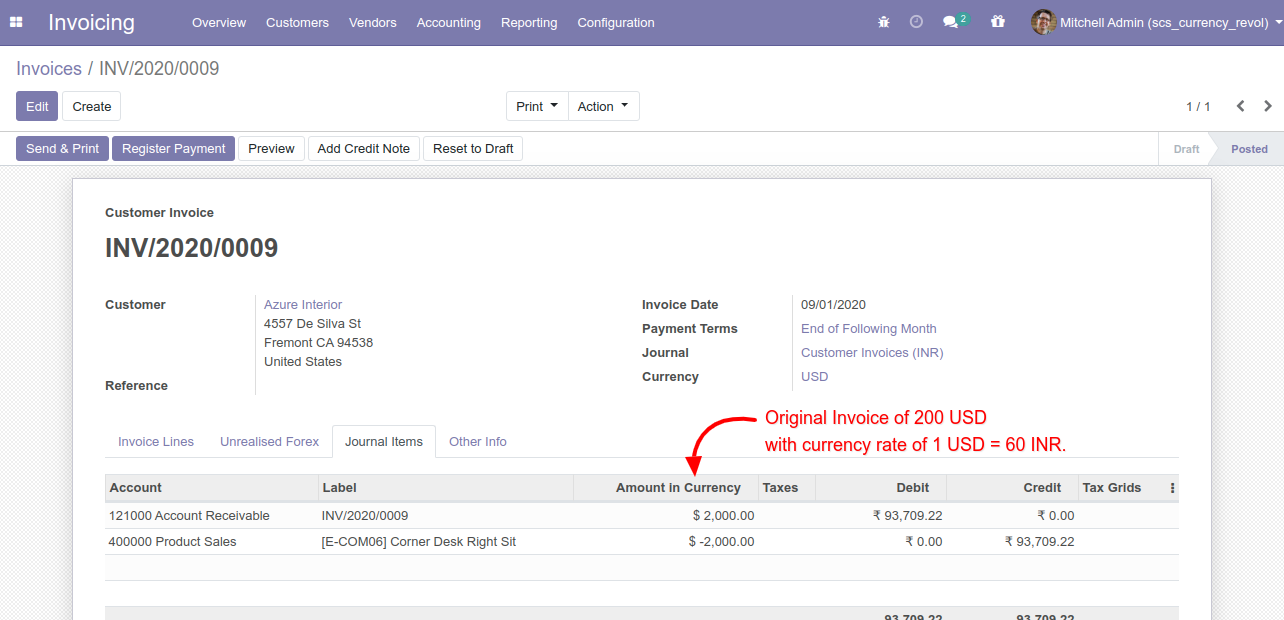 Invoicing Overview Customers Vendors Accounting Reporting Configuration 2 Mitchell Admin (scs_currency_revol)
Invoices / INV/2020/0009
Edit Create Print Action 1 / 1
Send & Print Register Payment Preview Add Credit Note Reset to Draft Draft Posted
Customer Invoice
INV/2020/0009
Customer Azure Interior
4557 De Silva St
Fremont CA 94538
United States
Reference
Invoice Date 09/01/2020
Payment Terms End of Following Month
Journal Customer Invoices (INR)
Currency USD
Original Invoice of 200 USD
with currency rate of 1 USD = 60 INR.
Invoice Lines Unrealised Forex Journal Items Other Info
Account Label Amount in Currency Taxes Debit Credit Tax Grids
121000 Account Receivable INV/2020/0009 $ 2,000.00 ₹ 93,709.22 ₹ 0.00
400000 Product Sales [E-COM06] Corner Desk Right Sit $ -2,000.00 ₹ 0.00 ₹ 93,709.22
93,709.22 93,709.22